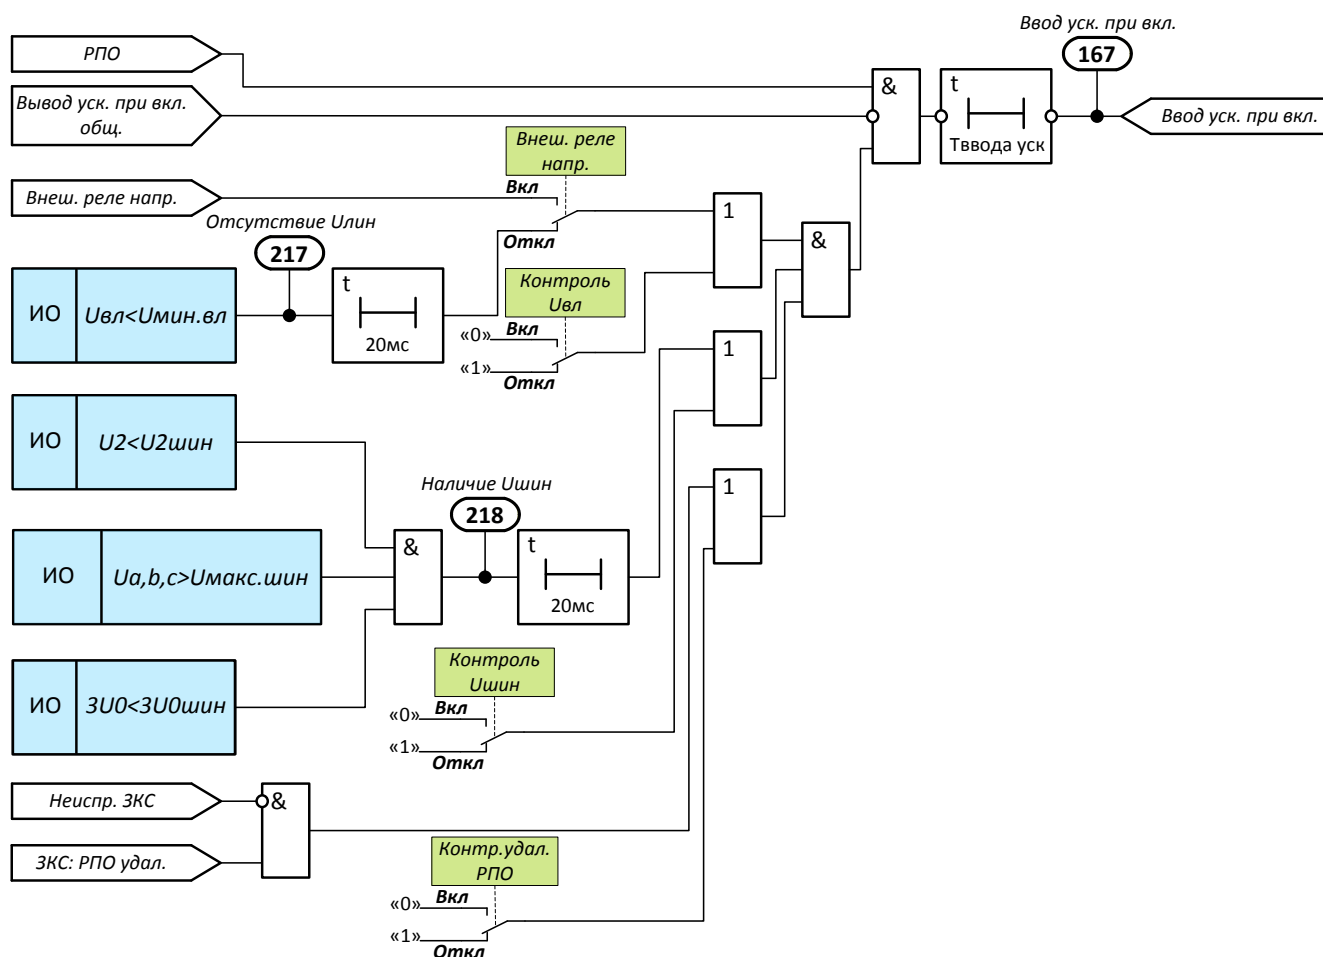 Ввод уск. при вкл.
167
РПО
&
t
Tввода уск
Ввод уск. при вкл.
Вывод уск. при вкл.
общ.
Внеш. реле
напр.
Вкл
Откл
Внеш. реле напр.
Отсутствие Uлин
217
1
&
ИО
Uвл<Uмин.вл
t
20мс
Контроль
Uвл
«0»
Вкл
«1»
Откл
1
ИО
U2<U2шин
Наличие Uшин
218
1
ИО
Ua,b,c>Uмакс.шин
&
t
20мс
ИО
3U0<3U0шин
Контроль
Uшин
«0»
Вкл
«1»
Откл
Неиспр. ЗКС
&
ЗКС: РПО удал.
Контр.удал.
РПО
«0»
Вкл
«1»
Откл